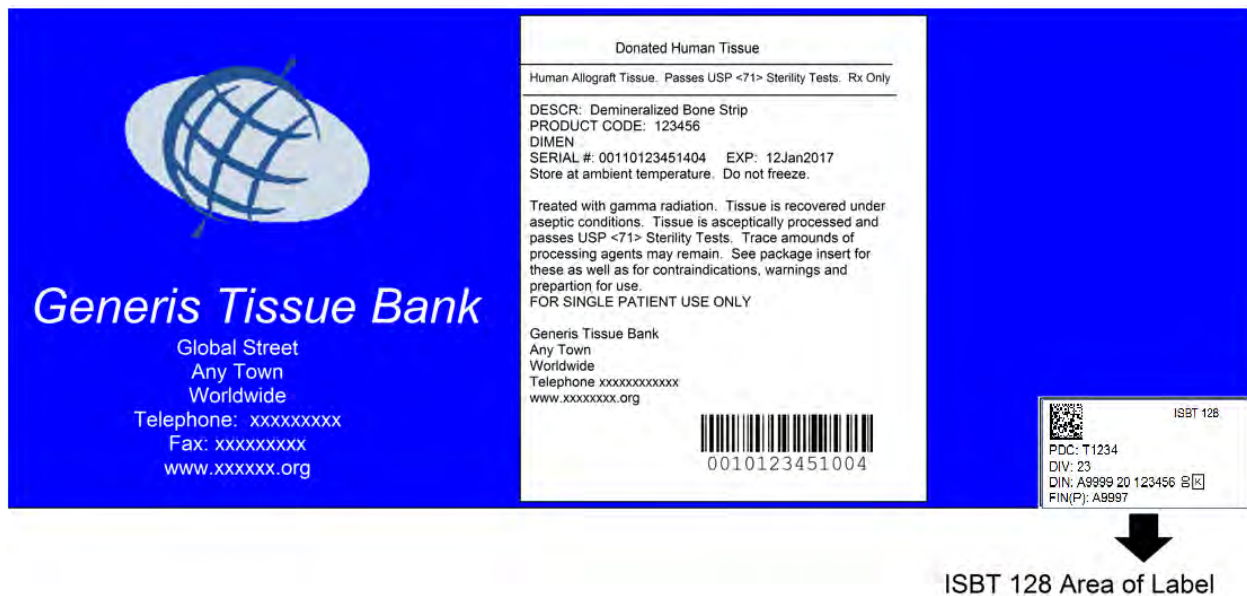 Generis Tissue Bank
Global Street
Any Town
Worldwide
Telephone: xxxxxxxxx
Fax: xxxxxxxxx
www.xxxxxx.org
Donated Human Tissue
Human Allograft Tissue. Passes USP <71> Sterility Tests. Rx Only
DESCR: Demineralized Bone Strip
PRODUCT CODE: 123456
DIMEN
SERIAL #: 00110123451404 EXP: 12Jan2017
Store at ambient temperature. Do not freeze.
Treated with gamma radiation. Tissue is recovered under
aseptic conditions. Tissue is asceptically processed and
passes USP <71> Sterility Tests. Trace amounts of
processing agents may remain. See package insert for
these as well as for contraindications, warnings and
prepartion for use.
FOR SINGLE PATIENT USE ONLY
Generis Tissue Bank
Any Town
Worldwide
Telephone xxxxxxxxxxxx
www.xxxxxxxx.org
0010123451004
ISBT 128
PDC: T1234
DIV: 23
DIN: A9999 20 123456 K
FIN(P): A9997
ISBT 128 Area of Label